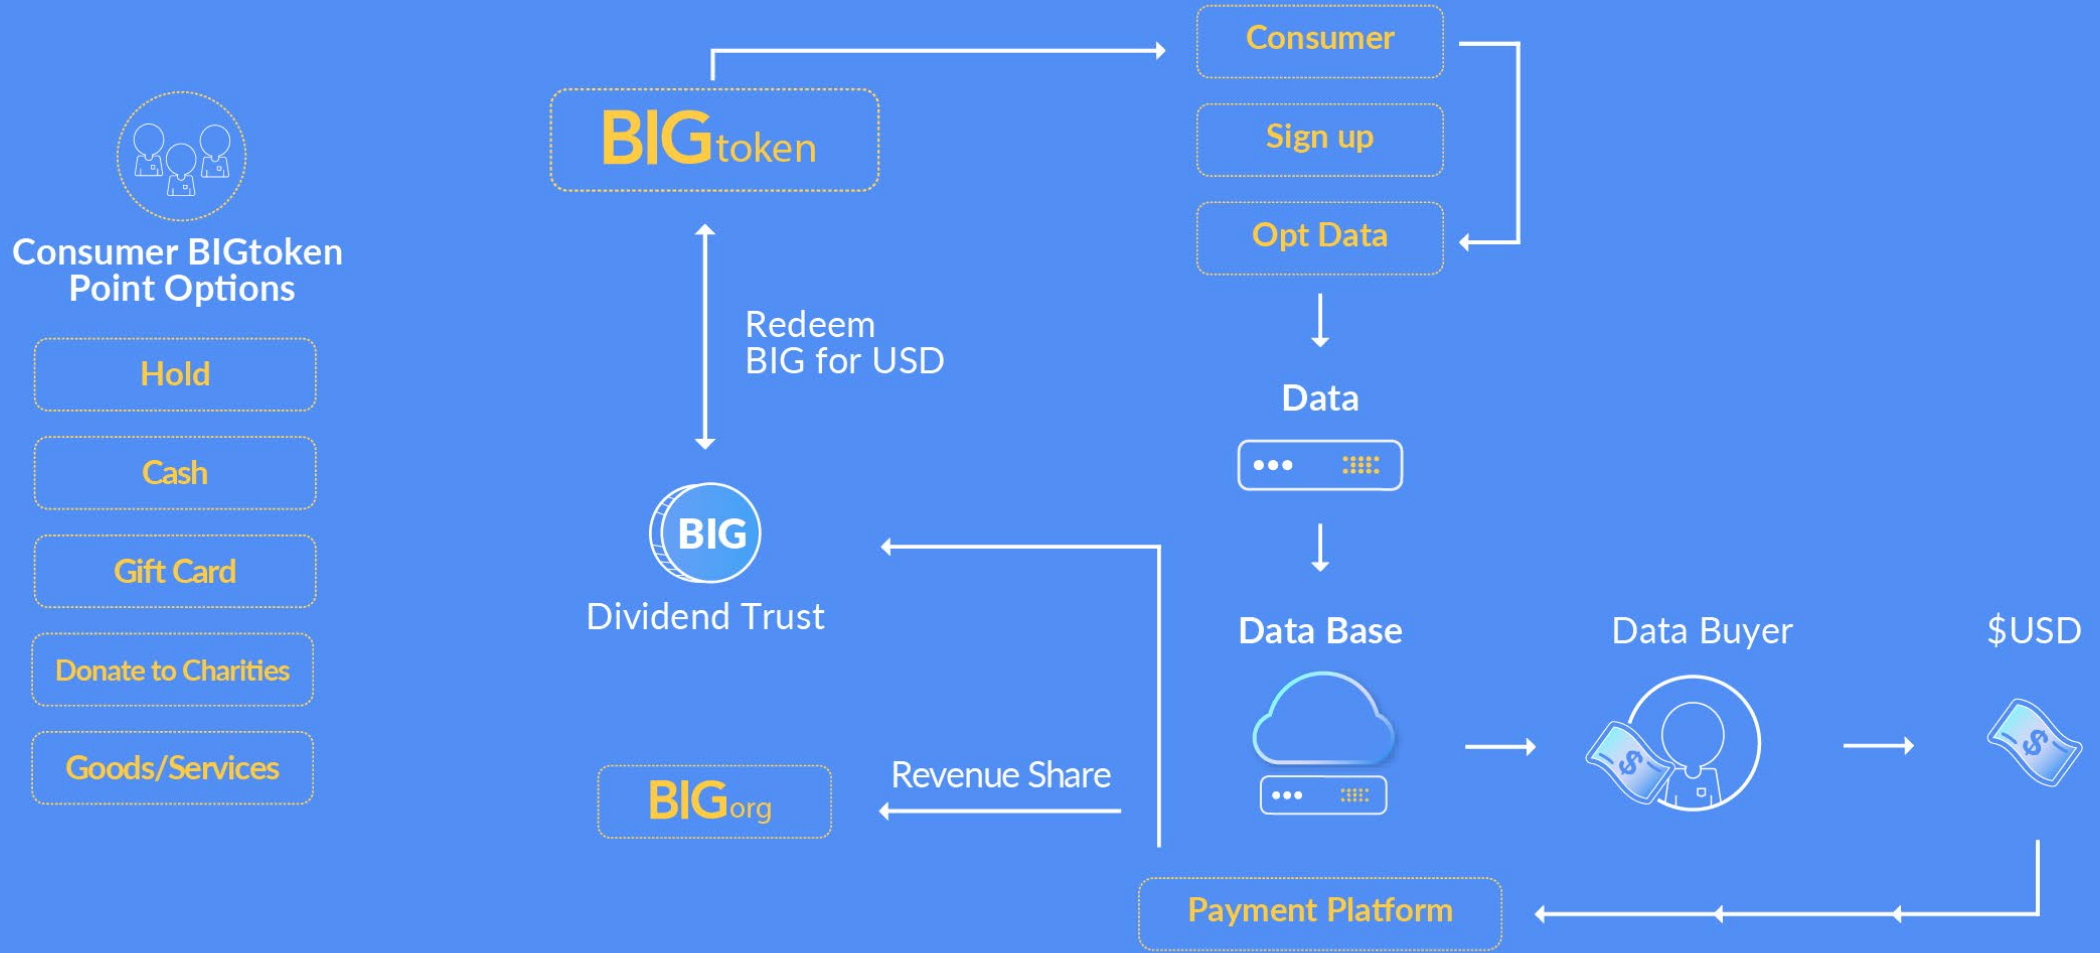 Consumer BIGtoken
Point Options
Hold
Cash
Gift Card
Donate to Charities
Goods/Services
BIGtoken
Redeem
BIG for USD
BIG
Dividend Trust
BIGorg
Revenue Share
Consumer
Sign up
Opt Data
Data
Data Base
Data Buyer
$USD
$
$
Payment Platform